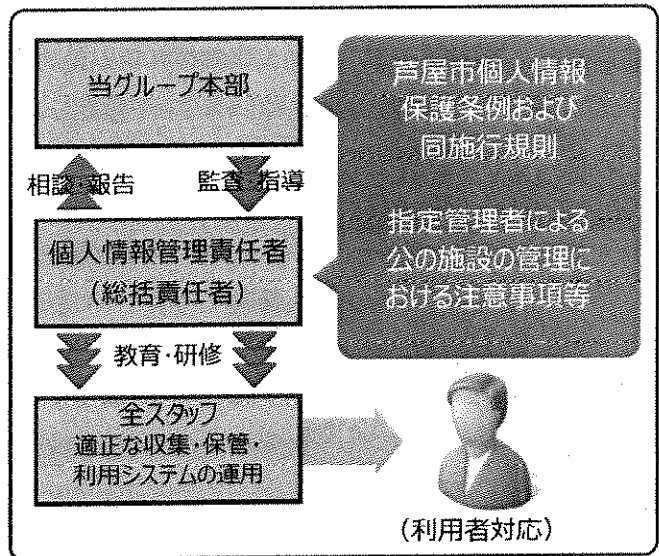 当グループ本部
相談・報告
監査・指導
個人情報管理責任者
（総括責任者）
教育・研修
全スタッフ
適正な収集・保管・
利用システムの運用
芦屋市個人情報
保護条例および
同施行規則
指定管理者による
公の施設の管理に
おける注意事項等
（利用者対応）